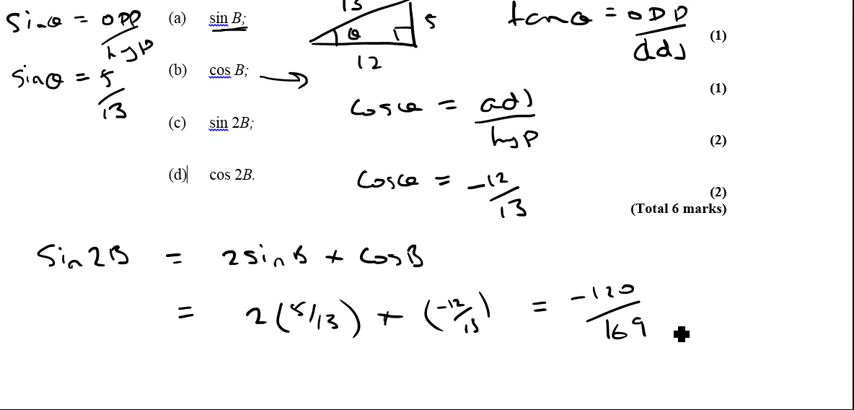 sinθ = opp/hyp
(a) sin B;
13
5
θ
12
tanθ = opp/adj
(1)
sinθ = 5/13
(b) cos B;
(1)
cosθ = adj/hyp
(c) sin 2B;
(2)
(d) cos 2B.
cosθ = -12/13
(2)
(Total 6 marks)
Sin2B = 2sinB + cosB
= 2(5/13) + (-12/13) = -120/169